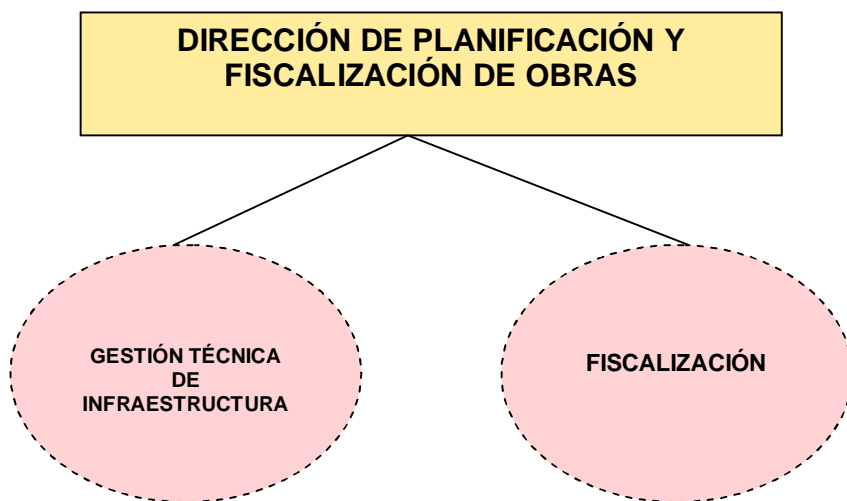 DIRECCIÓN DE PLANIFICACIÓN Y
FISCALIZACIÓN DE OBRAS
GESTIÓN TÉCNICA
DE
INFRAESTRUCTURA
FISCALIZACIÓN